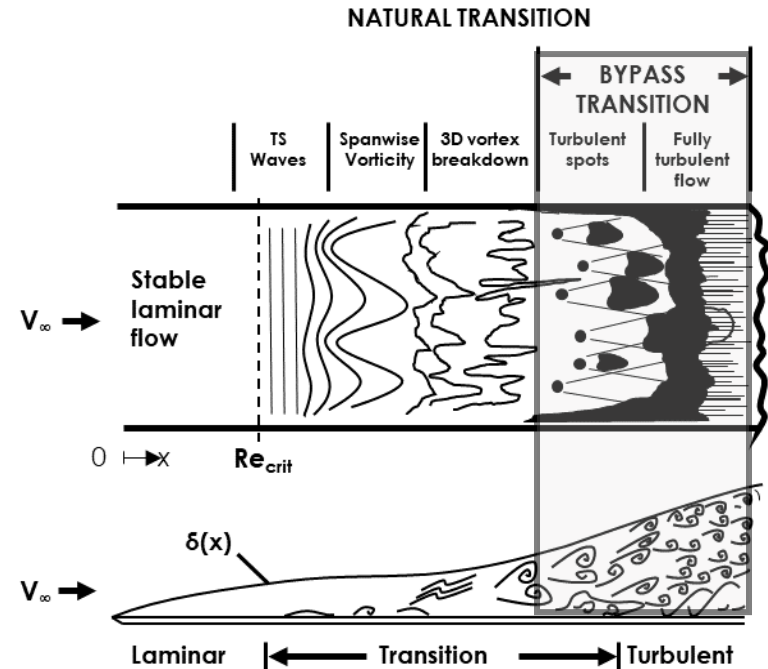 NATURAL TRANSITION
BYPASS
TRANSITION
TS
Waves
Spanwise
Vorticity
3D vortex
breakdown
Turbulent
spots
Fully
turbulent
flow
Stable
laminar
flow
V∞
0
x
Re_crit
δ(x)
V∞
Laminar
Transition
Turbulent